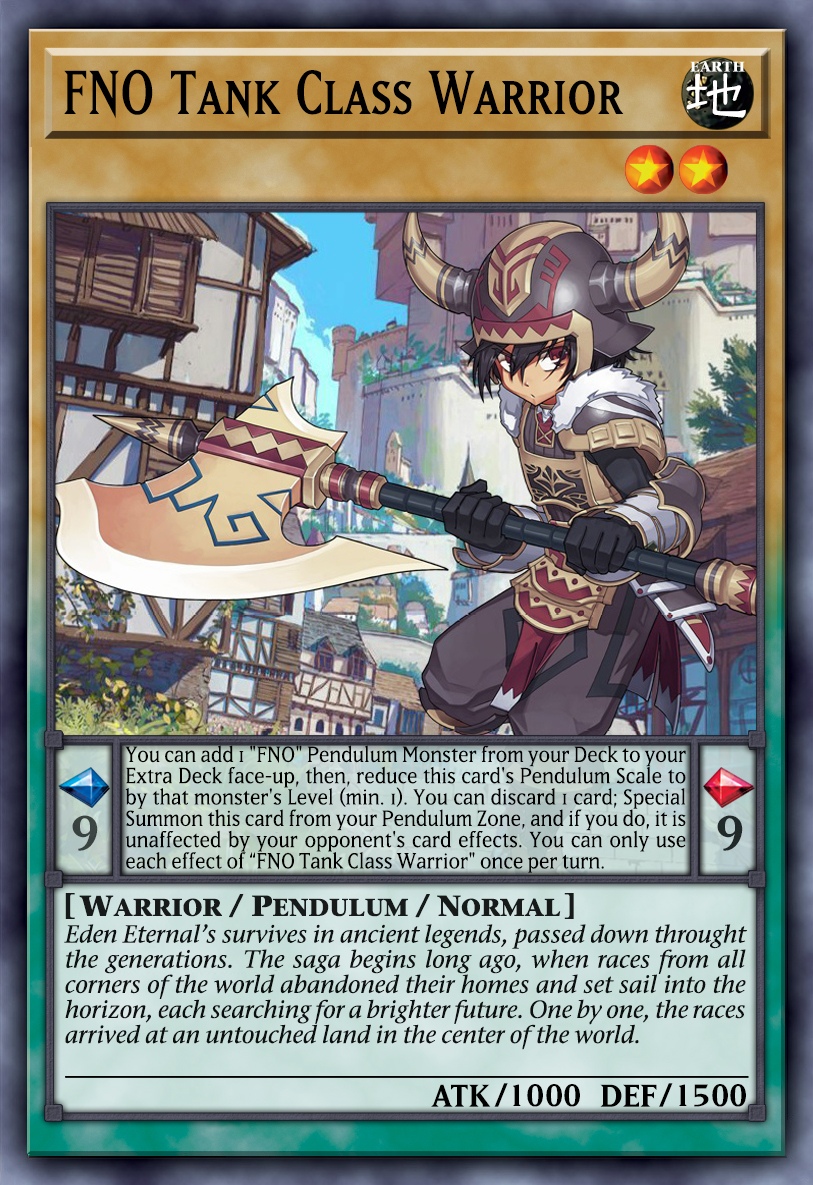 FNO Tank Class Warrior
EARTH
地
You can add 1 "FNO" Pendulum Monster from your Deck to your
Extra Deck face-up, then, reduce this card's Pendulum Scale to
by that monster's Level (min. 1). You can discard 1 card; Special
Summon this card from your Pendulum Zone, and if you do, it is
unaffected by your opponent's card effects. You can only use
each effect of "FNO Tank Class Warrior" once per turn.
9
9
[ Warrior / Pendulum / Normal ]
Eden Eternal's survives in ancient legends, passed down throught
the generations. The saga begins long ago, when races from all
corners of the world abandoned their homes and set sail into the
horizon, each searching for a brighter future. One by one, the races
arrived at an untouched land in the center of the world.
ATK/1000 DEF/1500